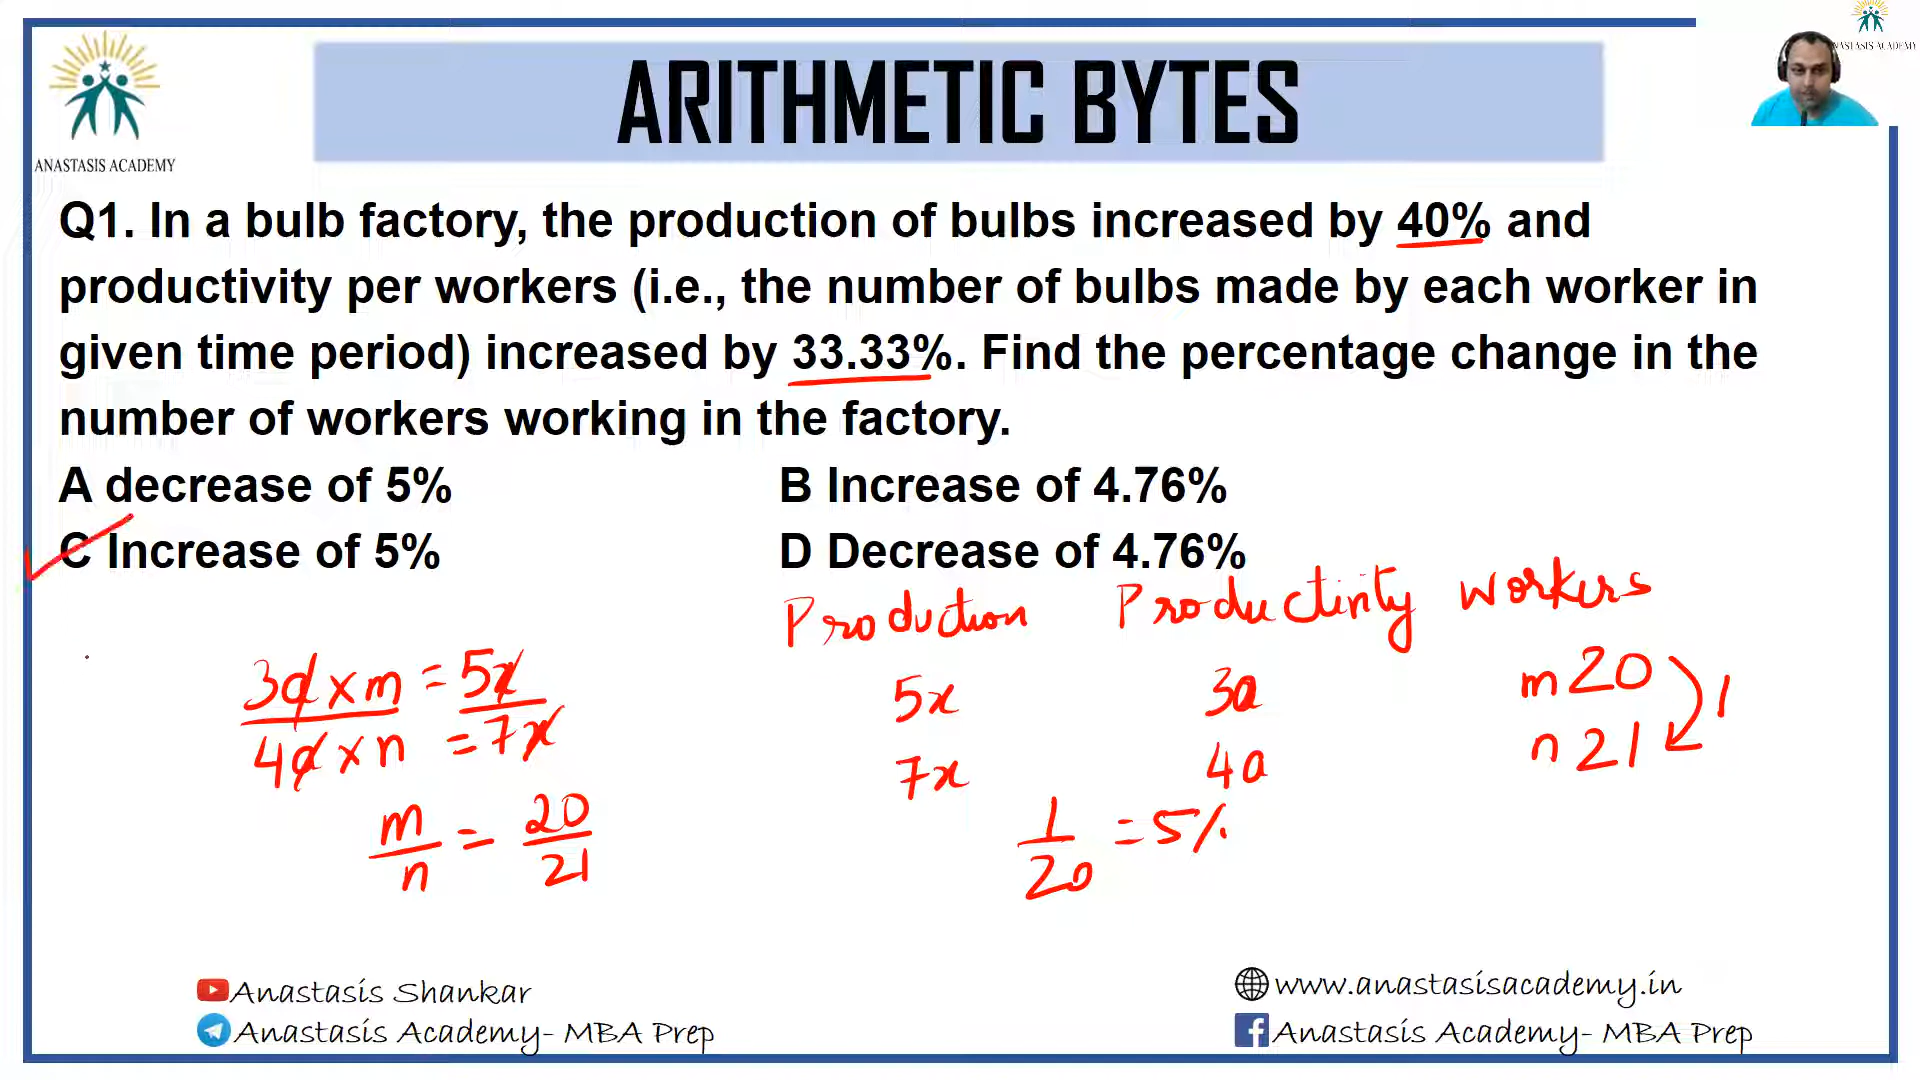 ANASTASIS ACADEMY
ARITHMETIC BYTES
ANASTASIS ACADEMY
Q1. In a bulb factory, the production of bulbs increased by 40% and
productivity per workers (i.e., the number of bulbs made by each worker in
given time period) increased by 33.33%. Find the percentage change in the
number of workers working in the factory.
A decrease of 5%
B Increase of 4.76%
C Increase of 5%
D Decrease of 4.76%
Production Productivity workers
3a x m = 5x
4a x n = 7x
m/n = 20/21
5x 3a m 20
7x 4a n 21
1
1/20 = 5%
Anastasis Shankar
Anastasis Academy- MBA Prep
www.anastasisacademy.in
Anastasis Academy- MBA Prep